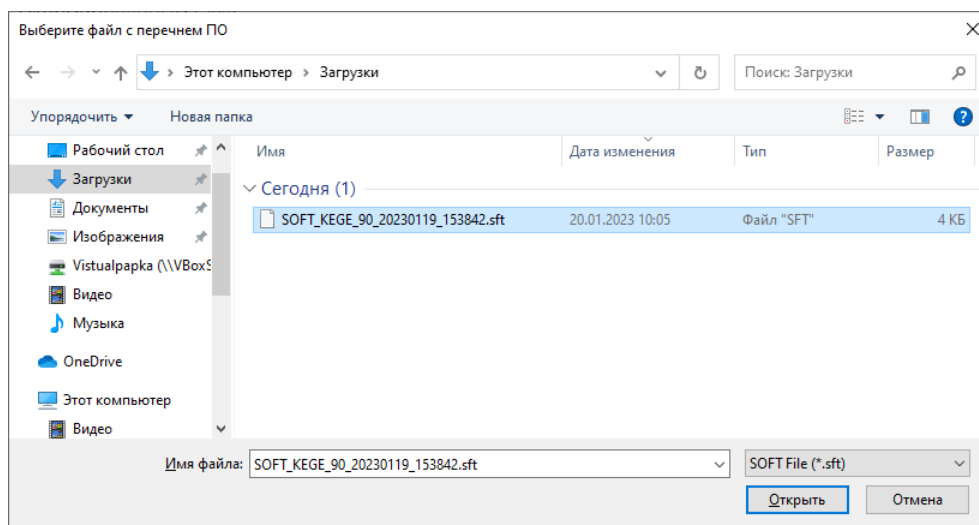 Выберите файл с перечнем ПО
Этот компьютер › Загрузки
Поиск: Загрузки
Упорядочить
Новая папка
Рабочий стол
Загрузки
Документы
Изображения
Vistualpapka (\\VBoxS
Видео
Музыка
OneDrive
Этот компьютер
Видео
Имя Дата изменения Тип Размер
Сегодня (1)
SOFT_KEGE_90_20230119_153842.sft 20.01.2023 10:05 Файл "SFT" 4 КБ
Имя файла: SOFT_KEGE_90_20230119_153842.sft SOFT File (*.sft)
Открыть Отмена